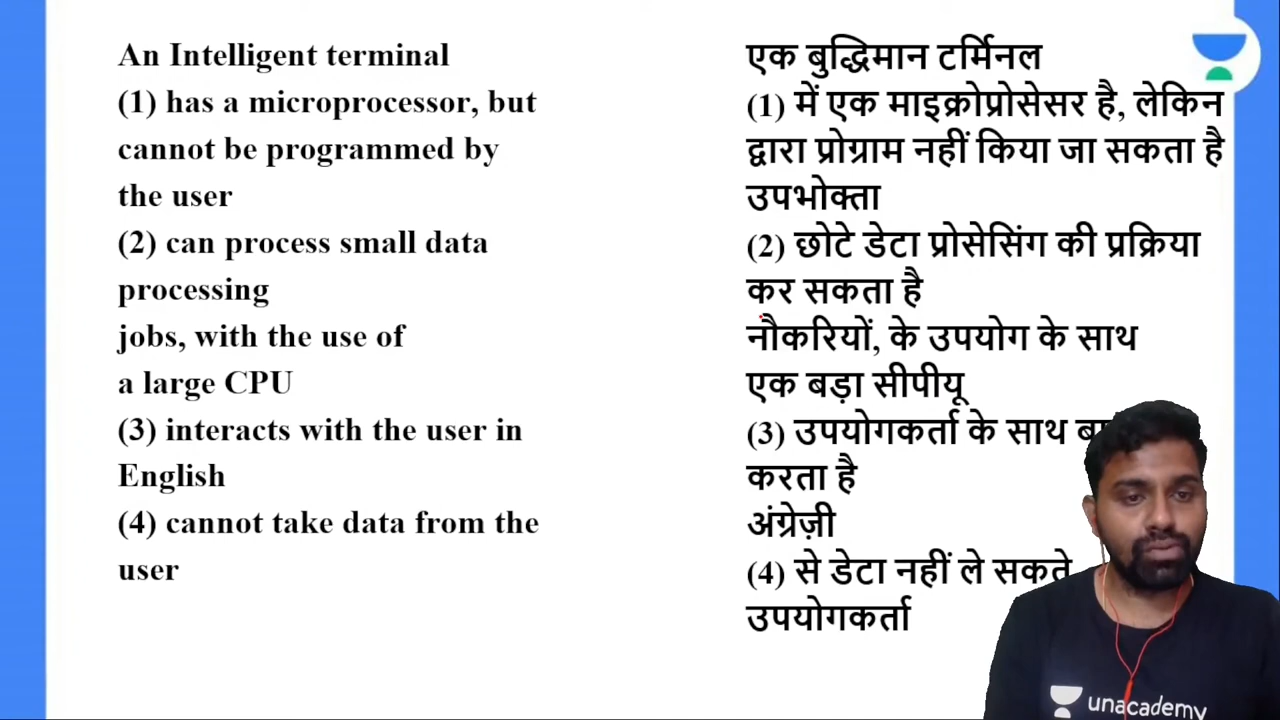 An Intelligent terminal
(1) has a microprocessor, but
cannot be programmed by
the user
(2) can process small data
processing
jobs, with the use of
a large CPU
(3) interacts with the user in
English
(4) cannot take data from the
user
एक बुद्धिमान टर्मिनल
(1) में एक माइक्रोप्रोसेसर है, लेकिन
द्वारा प्रोग्राम नहीं किया जा सकता है
उपभोक्ता
(2) छोटे डेटा प्रोसेसिंग की प्रक्रिया
कर सकता है
नौकरियों, के उपयोग के साथ
एक बड़ा सीपीयू
(3) उपयोगकर्ता के साथ
करता है
अंग्रेज़ी
(4) से डेटा नहीं ले सकते
उपयोगकर्ता
unacademy